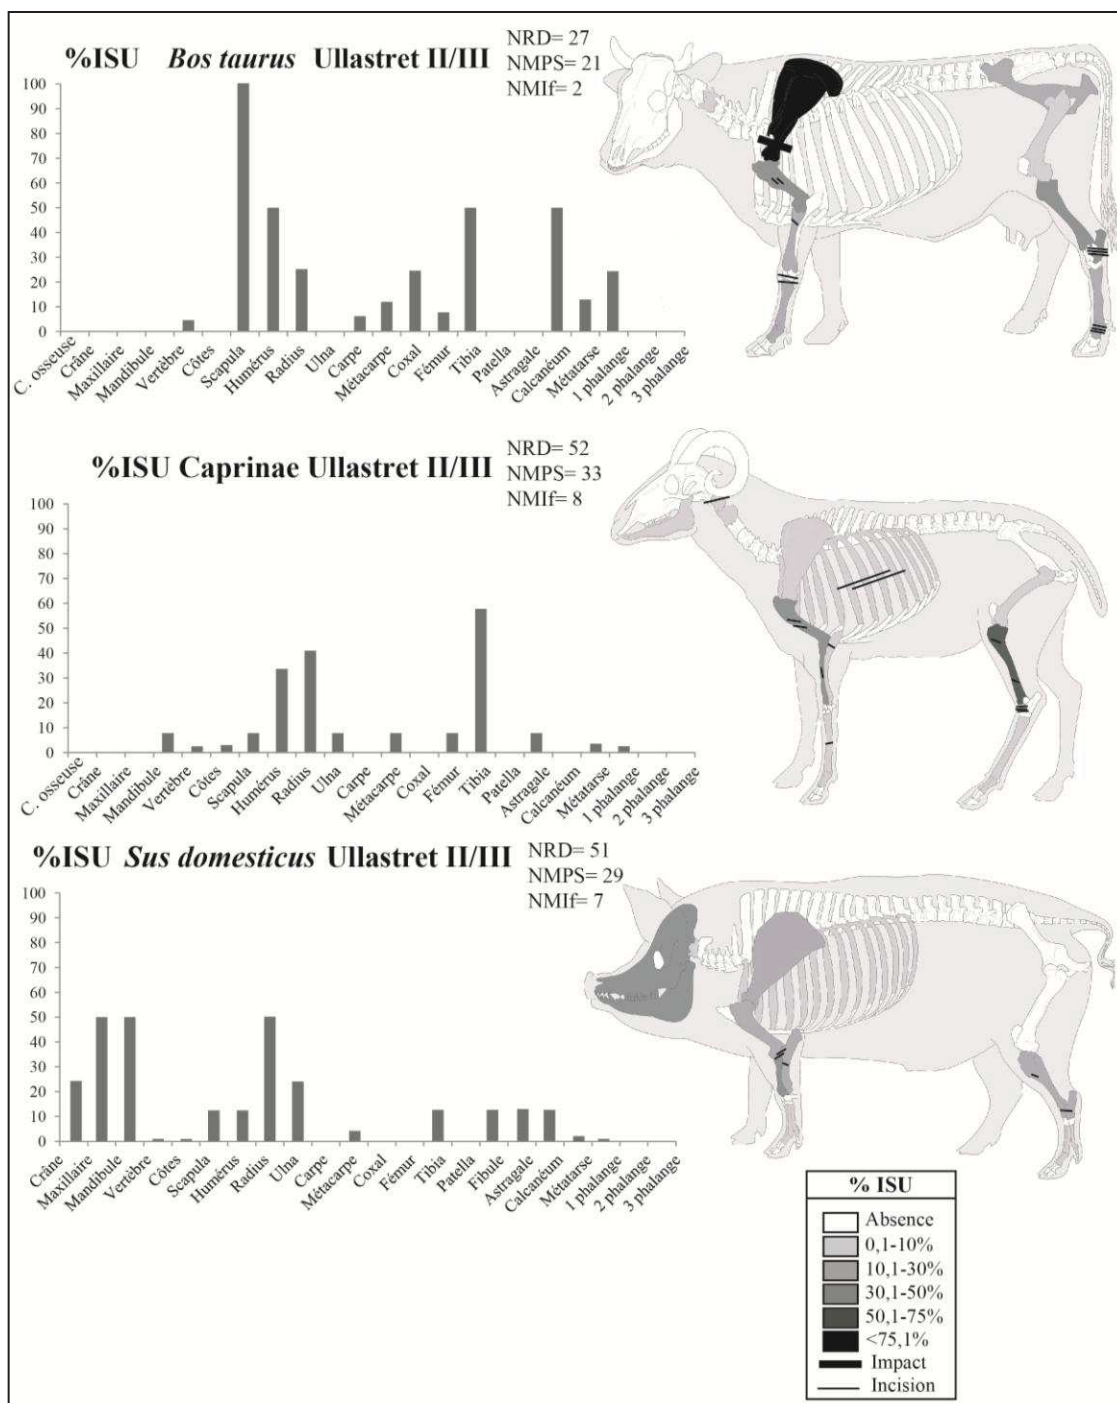 %ISU Bos taurus Ullastret II/III
NRD= 27
NMPS= 21
NMIf= 2
100
90
80
70
60
50
40
30
20
10
0
C. osseuse
Crâne
Maxillaire
Mandibule
Vertèbre
Côtes
Scapula
Humérus
Radius
Ulna
Carpe
Métacarpe
Coxal
Fémur
Tibia
Patella
Astragale
Calcanéum
Métatarse
1 phalange
2 phalange
3 phalange
%ISU Caprinae Ullastret II/III
NRD= 52
NMPS= 33
NMIf= 8
100
90
80
70
60
50
40
30
20
10
0
C. osseuse
Crâne
Maxillaire
Mandibule
Vertèbre
Côtes
Scapula
Humérus
Radius
Ulna
Carpe
Métacarpe
Coxal
Fémur
Tibia
Patella
Astragale
Calcanéum
Métatarse
1 phalange
2 phalange
3 phalange
%ISU Sus domesticus Ullastret II/III
NRD= 51
NMPS= 29
NMIf= 7
100
90
80
70
60
50
40
30
20
10
0
Crâne
Maxillaire
Mandibule
Vertèbre
Côtes
Scapula
Humérus
Radius
Ulna
Carpe
Métacarpe
Coxal
Fémur
Tibia
Patella
Fibule
Astragale
Calcanéum
Métatarse
1 phalange
2 phalange
3 phalange
% ISU
Absence
0,1-10%
10,1-30%
30,1-50%
50,1-75%
<75,1%
Impact
Incision